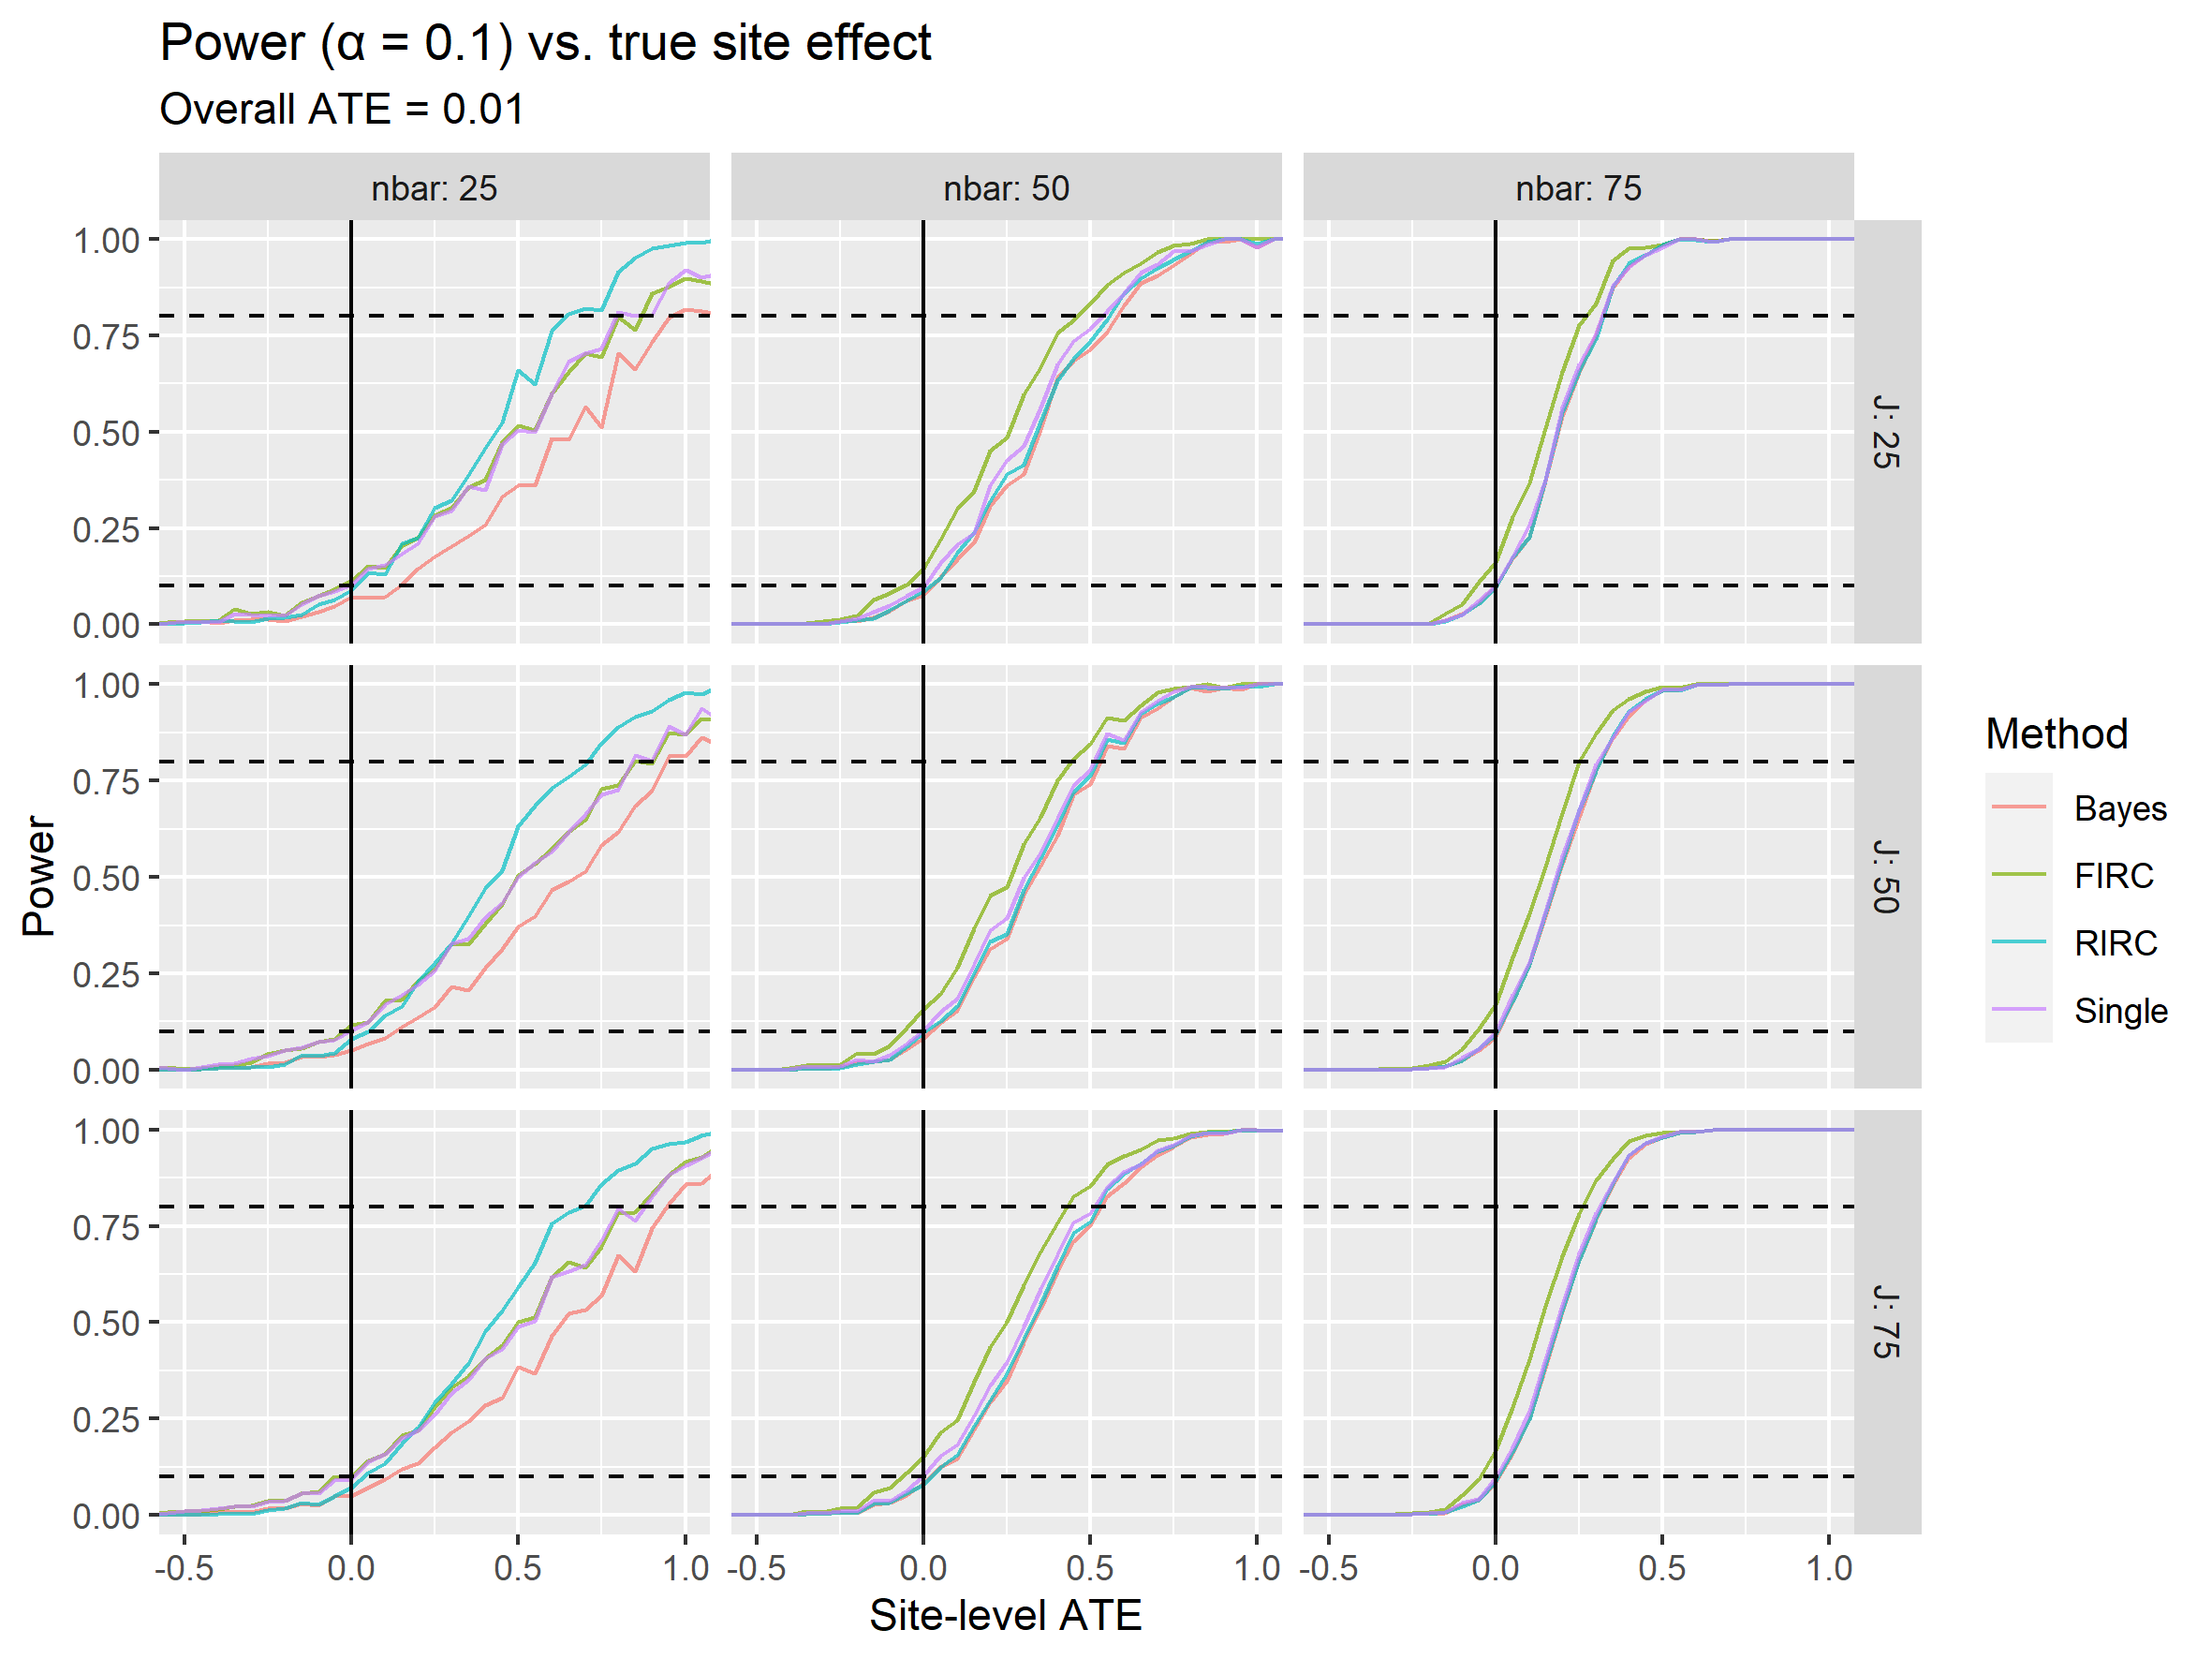 Power (α = 0.1) vs. true site effect
Overall ATE = 0.01
nbar: 25
nbar: 50
nbar: 75
1.00
0.75
0.50
0.25
0.00
J: 25
1.00
0.75
0.50
0.25
0.00
J: 50
1.00
0.75
0.50
0.25
0.00
J: 75
Power
-0.5 0.0 0.5 1.0
-0.5 0.0 0.5 1.0
-0.5 0.0 0.5 1.0
Site-level ATE
Method
Bayes
FIRC
RIRC
Single